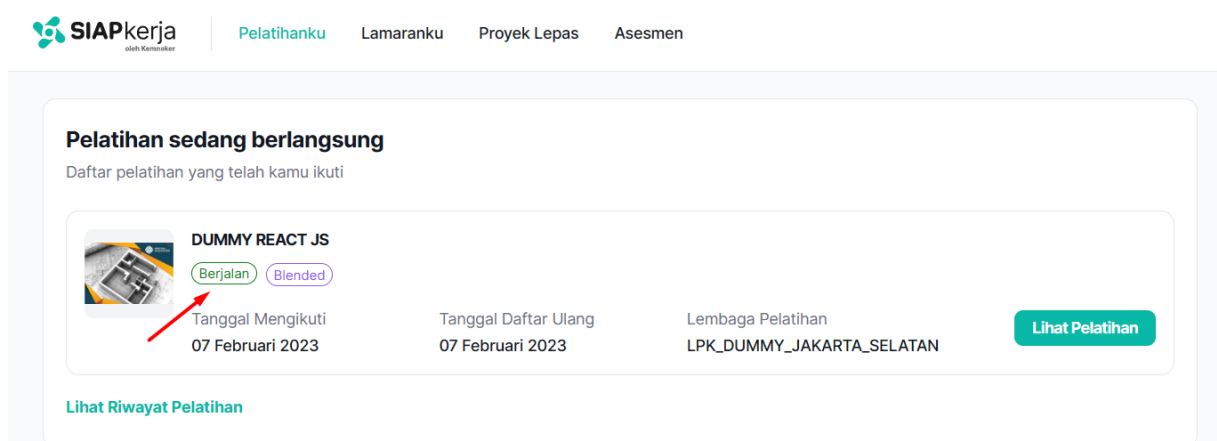 SIAPkerja
oleh Kemnaker
Pelatihanku Lamaranku Proyek Lepas Asesmen
Pelatihan sedang berlangsung
Daftar pelatihan yang telah kamu ikuti
DUMMY REACT JS
Berjalan Blended
Tanggal Mengikuti Tanggal Daftar Ulang Lembaga Pelatihan
07 Februari 2023 07 Februari 2023 LPK_DUMMY_JAKARTA_SELATAN
Lihat Pelatihan
Lihat Riwayat Pelatihan